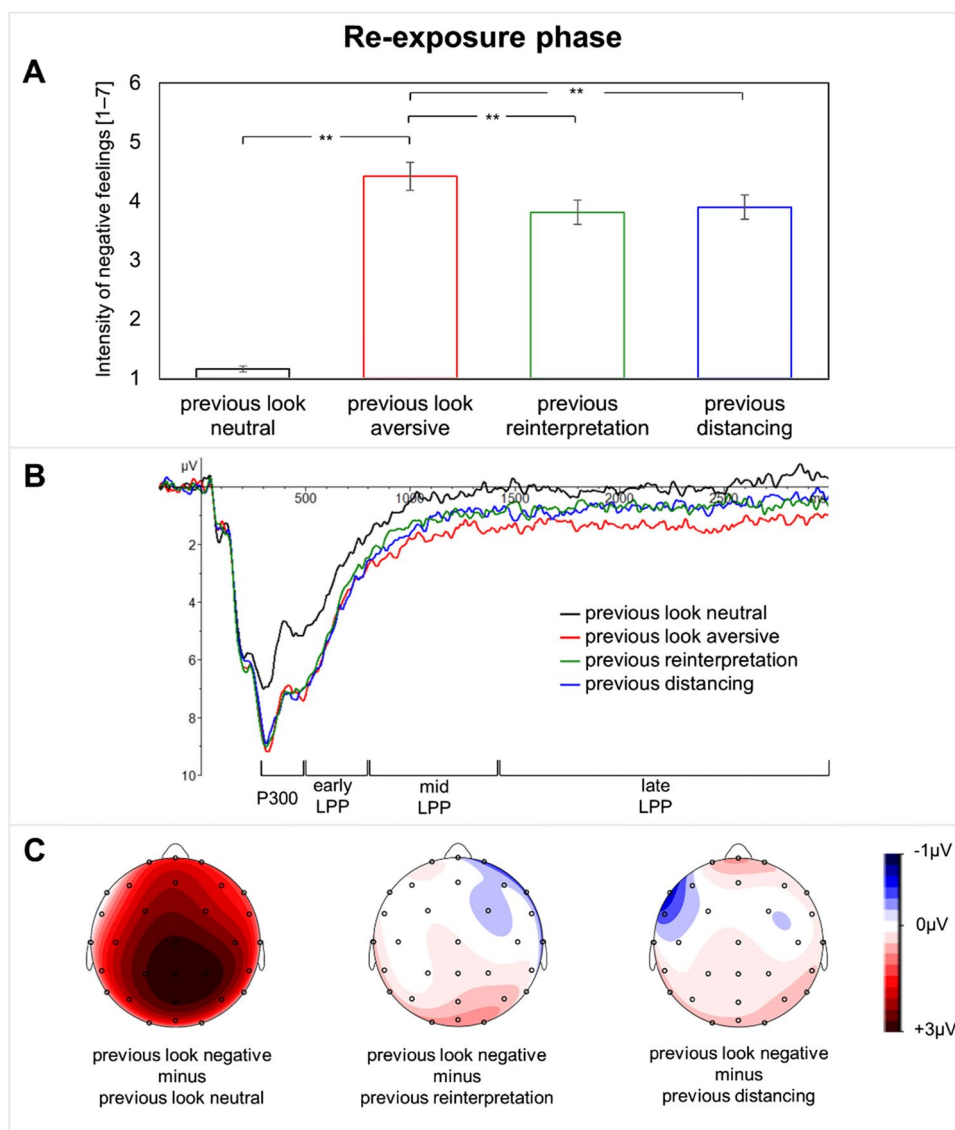 Re-exposure phase
A
Intensity of negative feelings [1–7]
6
5
4
3
2
1
**
**
**
previous look
neutral
previous look
aversive
previous
reinterpretation
previous
distancing
B
µV
500
1000
1500
2000
2500
ms
2
4
6
8
10
previous look neutral
previous look aversive
previous reinterpretation
previous distancing
P300
early
LPP
mid
LPP
late
LPP
C
-1µV
0µV
+3µV
previous look negative
minus
previous look neutral
previous look negative
minus
previous reinterpretation
previous look negative
minus
previous distancing